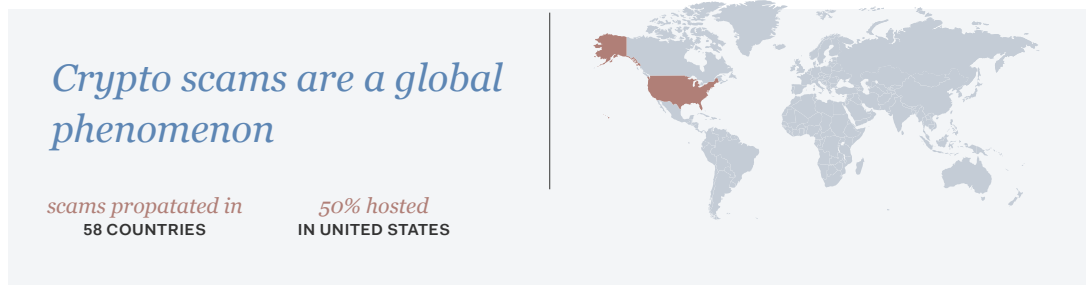 Crypto scams are a global
phenomenon
scams propatated in
58 COUNTRIES
50% hosted
IN UNITED STATES